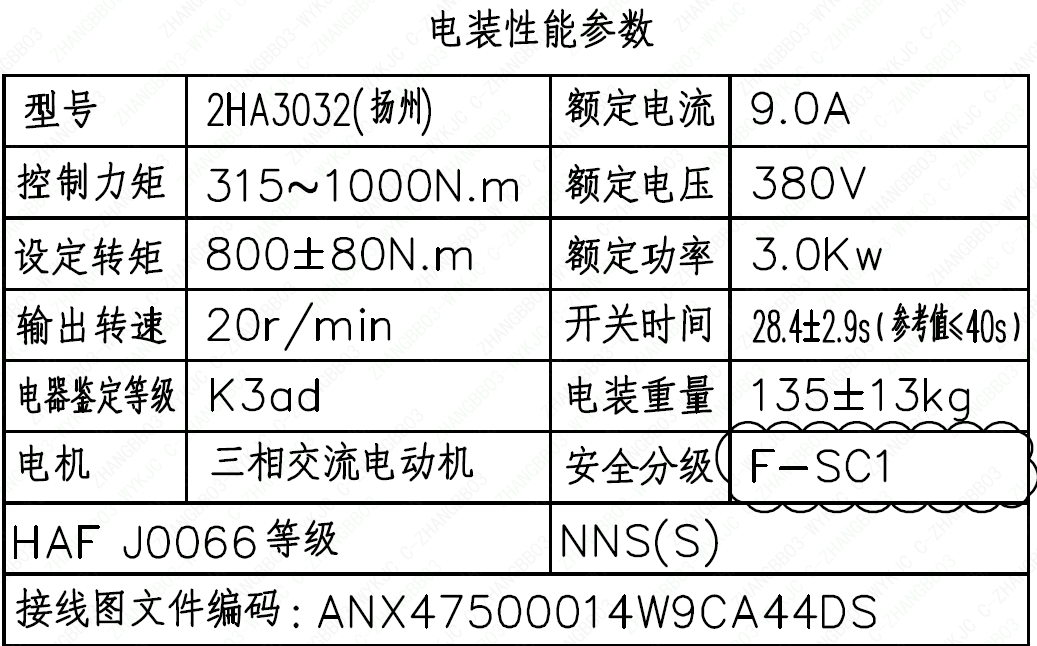 电装性能参数
型号 2HA3032(扬州) 额定电流 9.0A
控制力矩 315~1000N.m 额定电压 380V
设定转矩 800±80N.m 额定功率 3.0Kw
输出转速 20r/min 开关时间 28.4±2.9s(参考值≤40s)
电器鉴定等级 K3ad 电装重量 135±13kg
电机 三相交流电动机 安全分级 F-SC1
HAF J0066等级 NNS(S)
接线图文件编码: ANX47500014W9CA44DS